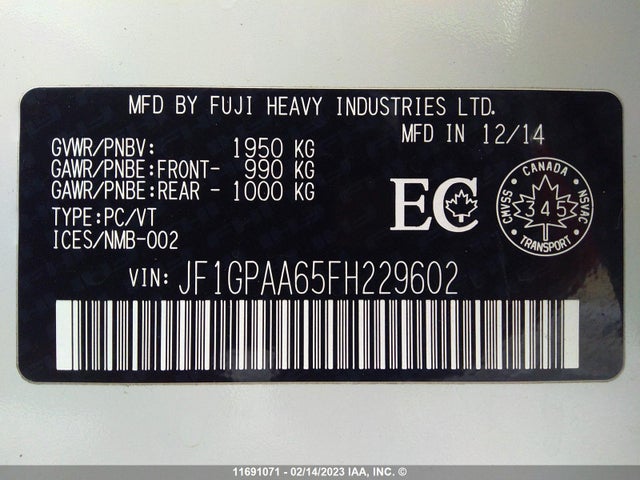 MFD BY FUJI HEAVY INDUSTRIES LTD.
MFD IN 12/14
GVWR/PNBV: 1950 KG
GAWR/PNBE:FRONT- 990 KG
GAWR/PNBE:REAR - 1000 KG
TYPE:PC/VT
ICES/NMB-002
EC
CANADA
CMVSS 345 NSVAC
TRANSPORT
VIN: JF1GPAA65FH229602
11691071 - 02/14/2023 IAA, INC. ©